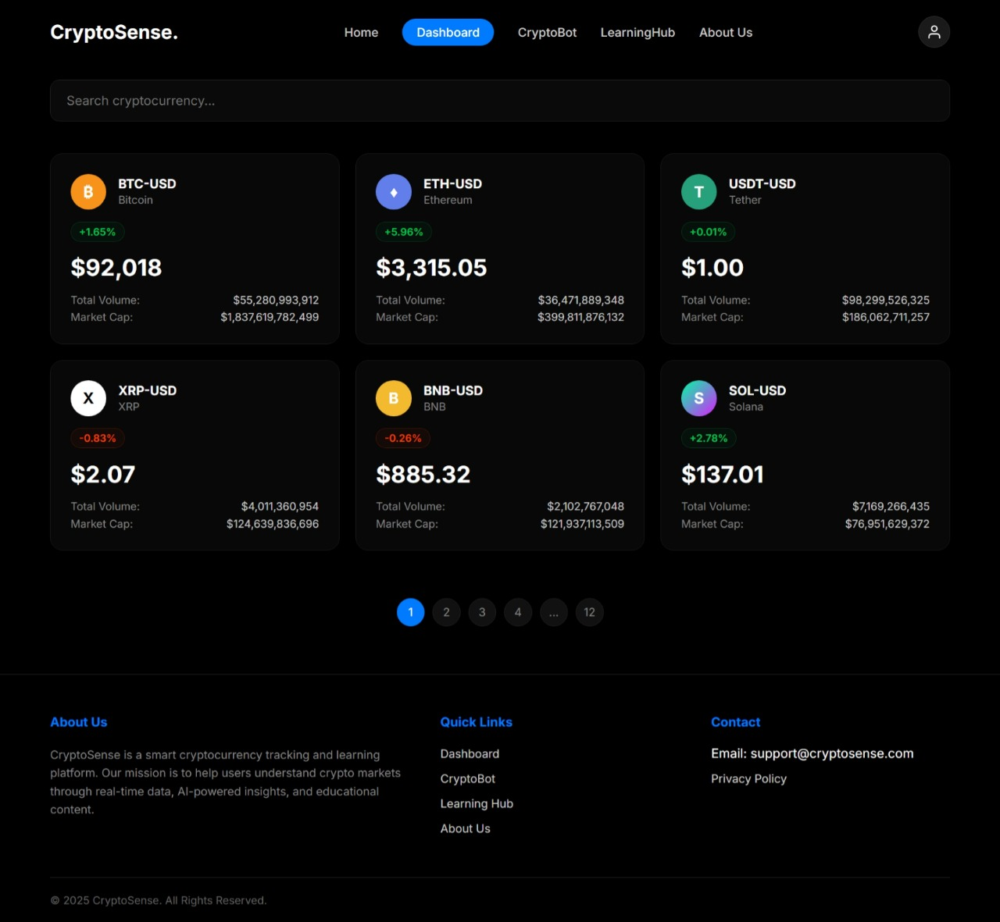 CryptoSense.
Home Dashboard CryptoBot LearningHub About Us
Search cryptocurrency...
₿ BTC-USD
Bitcoin
+1.65%
$92,018
Total Volume: $55,280,993,912
Market Cap: $1,837,619,782,499
♦ ETH-USD
Ethereum
+5.96%
$3,315.05
Total Volume: $36,471,889,348
Market Cap: $399,811,876,132
T USDT-USD
Tether
+0.01%
$1.00
Total Volume: $98,299,526,325
Market Cap: $186,062,711,257
X XRP-USD
XRP
-0.83%
$2.07
Total Volume: $4,011,360,954
Market Cap: $124,639,836,696
B BNB-USD
BNB
-0.26%
$885.32
Total Volume: $2,102,767,048
Market Cap: $121,937,113,509
S SOL-USD
Solana
+2.78%
$137.01
Total Volume: $7,169,266,435
Market Cap: $76,951,629,372
1 2 3 4 ... 12
About Us
CryptoSense is a smart cryptocurrency tracking and learning
platform. Our mission is to help users understand crypto markets
through real-time data, AI-powered insights, and educational
content.
Quick Links
Dashboard
CryptoBot
Learning Hub
About Us
Contact
Email: support@cryptosense.com
Privacy Policy
© 2025 CryptoSense. All Rights Reserved.